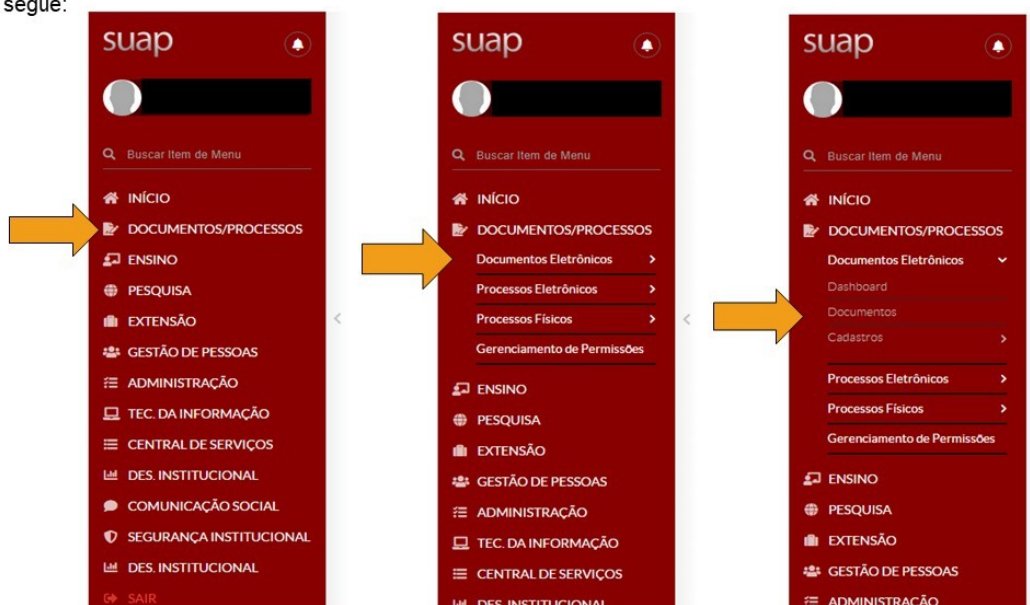 segue:
suap
Buscar Item de Menu
INÍCIO
DOCUMENTOS/PROCESSOS
ENSINO
PESQUISA
EXTENSÃO
GESTÃO DE PESSOAS
ADMINISTRAÇÃO
TEC. DA INFORMAÇÃO
CENTRAL DE SERVIÇOS
DES. INSTITUCIONAL
COMUNICAÇÃO SOCIAL
SEGURANÇA INSTITUCIONAL
DES. INSTITUCIONAL
SAIR
suap
Buscar Item de Menu
INÍCIO
DOCUMENTOS/PROCESSOS
Documentos Eletrônicos
Processos Eletrônicos
Processos Físicos
Gerenciamento de Permissões
ENSINO
PESQUISA
EXTENSÃO
GESTÃO DE PESSOAS
ADMINISTRAÇÃO
TEC. DA INFORMAÇÃO
CENTRAL DE SERVIÇOS
DES. INSTITUCIONAL
suap
Buscar Item de Menu
INÍCIO
DOCUMENTOS/PROCESSOS
Documentos Eletrônicos
Dashboard
Documentos
Cadastros
Processos Eletrônicos
Processos Físicos
Gerenciamento de Permissões
ENSINO
PESQUISA
EXTENSÃO
GESTÃO DE PESSOAS
ADMINISTRAÇÃO